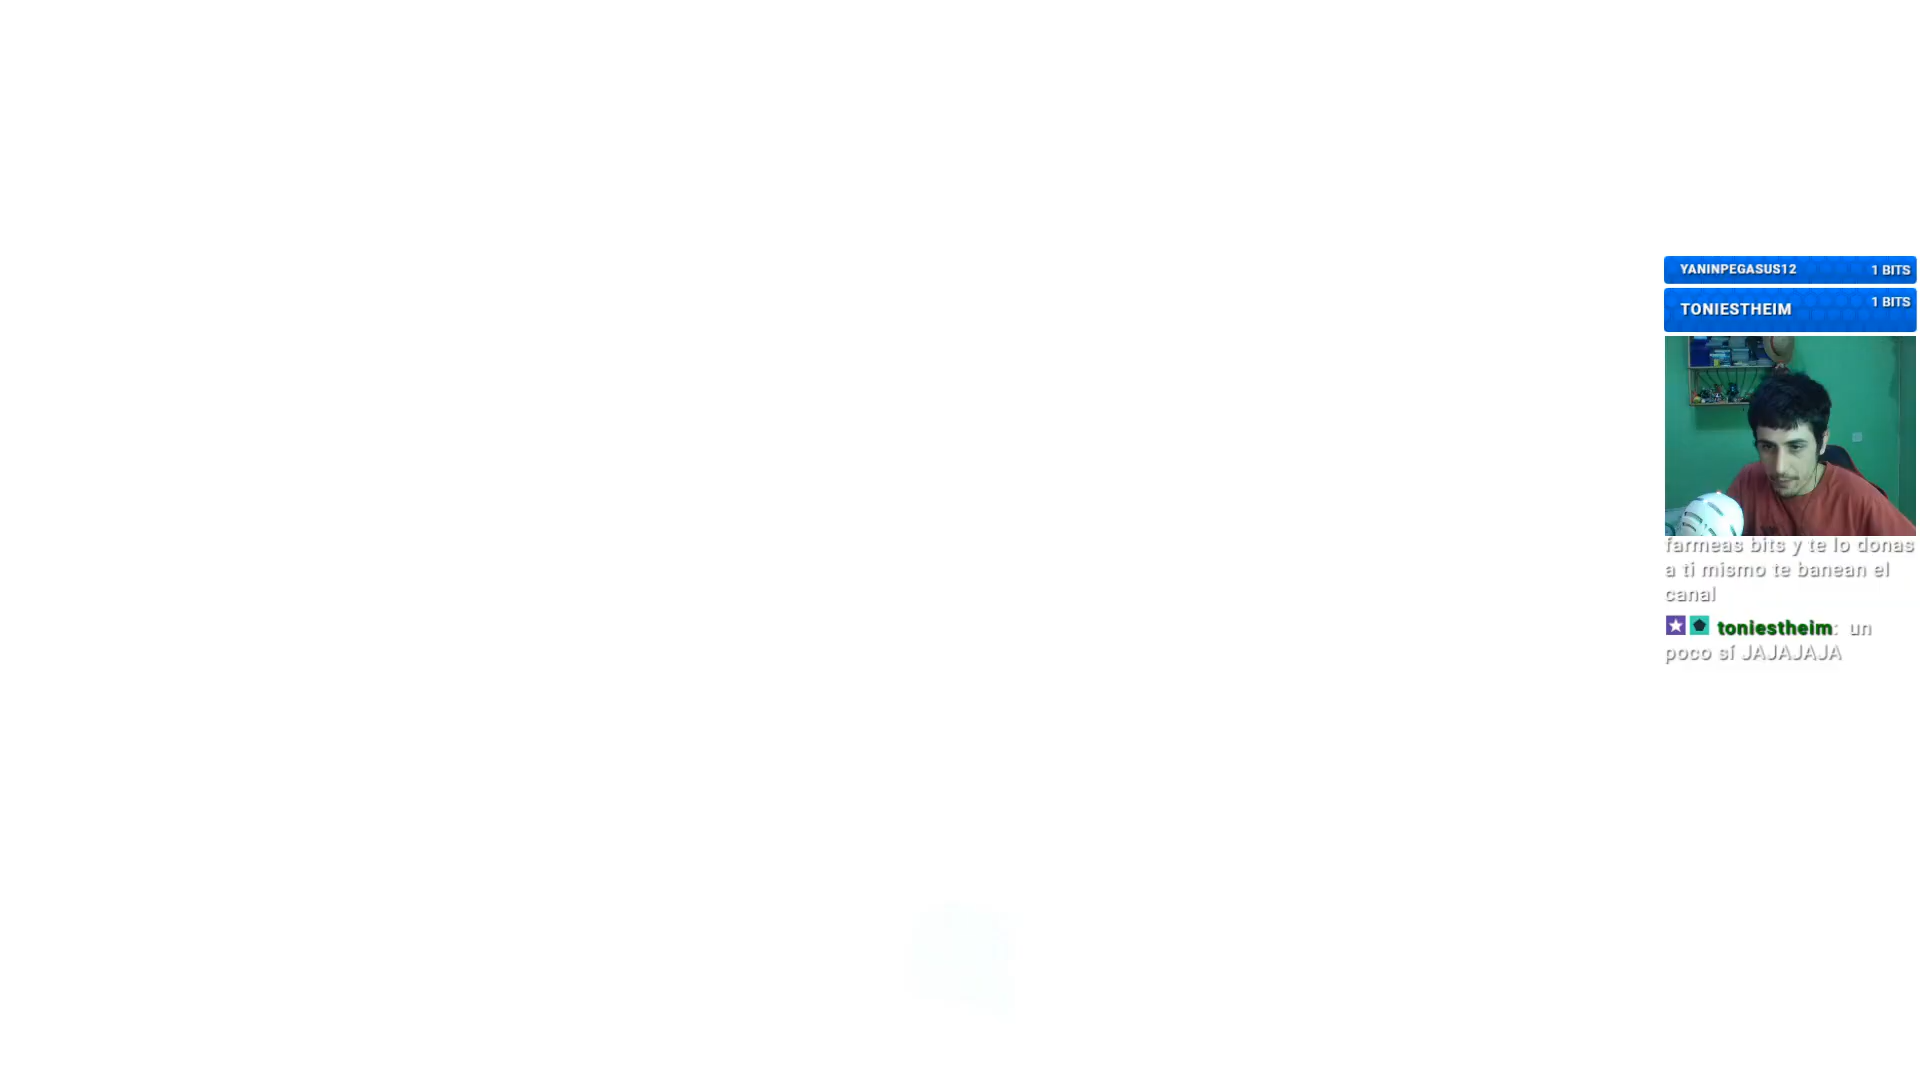 YANINPEGASUS12 1 BITS
TONIESTHEIM 1 BITS
farmeas bits y te lo donas
a ti mismo te banean el
canal
toniestheim: un
poco sí JAJAJAJA